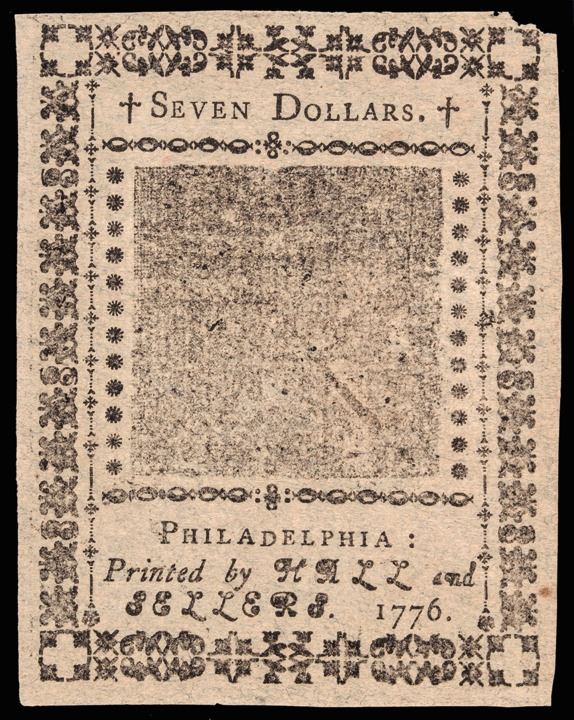 † SEVEN DOLLARS. †
PHILADELPHIA:
Printed by HALL and
SELLERS. 1776.